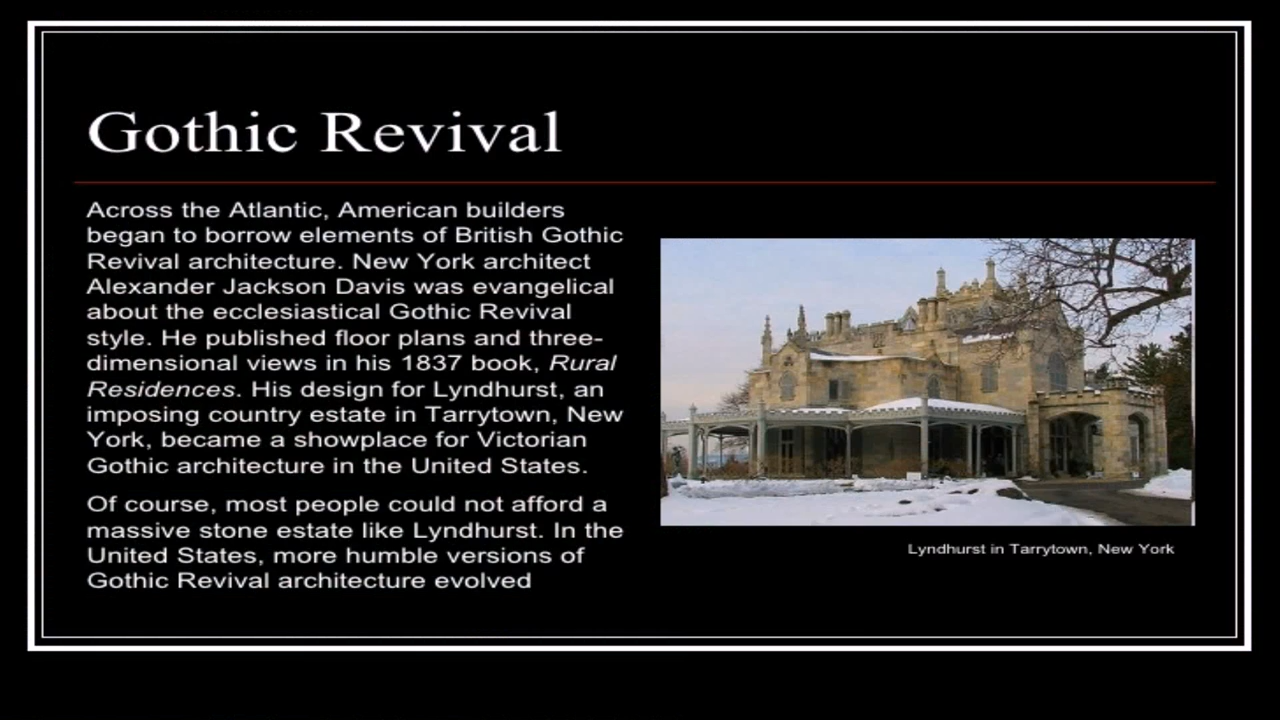 Gothic Revival
Across the Atlantic, American builders
began to borrow elements of British Gothic
Revival architecture. New York architect
Alexander Jackson Davis was evangelical
about the ecclesiastical Gothic Revival
style. He published floor plans and three-
dimensional views in his 1837 book, Rural
Residences. His design for Lyndhurst, an
imposing country estate in Tarrytown, New
York, became a showplace for Victorian
Gothic architecture in the United States.
Of course, most people could not afford a
massive stone estate like Lyndhurst. In the
United States, more humble versions of
Gothic Revival architecture evolved
Lyndhurst in Tarrytown, New York